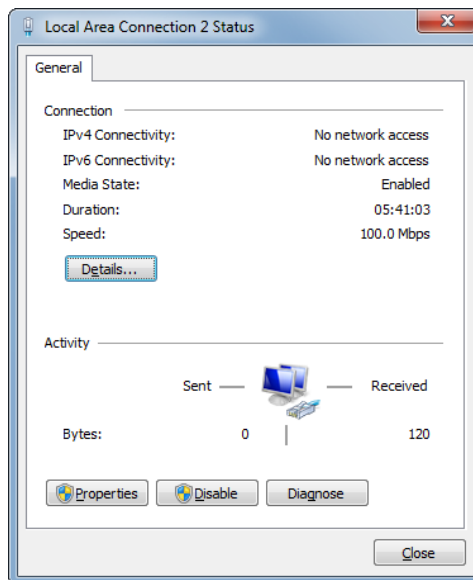 Local Area Connection 2 Status
General
Connection
IPv4 Connectivity: No network access
IPv6 Connectivity: No network access
Media State: Enabled
Duration: 05:41:03
Speed: 100.0 Mbps
Details...
Activity
Sent Received
Bytes: 0 120
Properties Disable Diagnose
Close